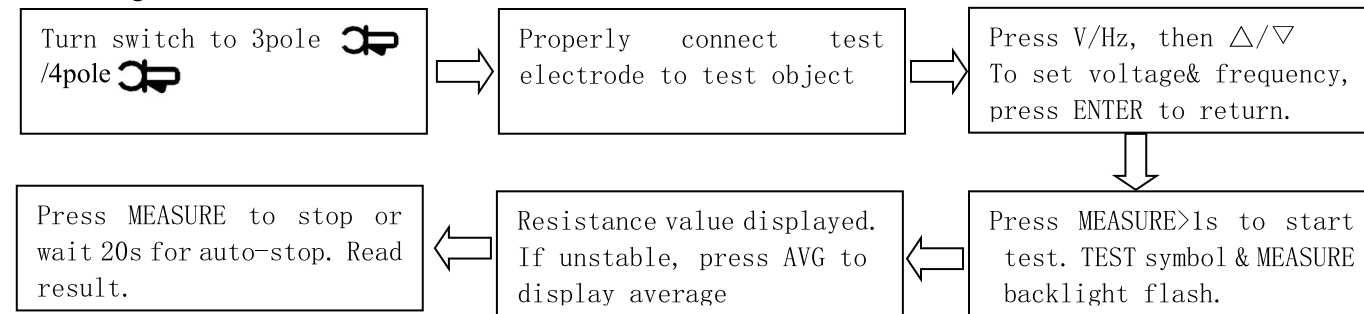 Turn switch to 3pole
/4pole
Properly connect test
electrode to test object
Press V/Hz, then △/▽
To set voltage& frequency,
press ENTER to return.
Press MEASURE>1s to start
test. TEST symbol & MEASURE
backlight flash.
Resistance value displayed.
If unstable, press AVG to
display average
Press MEASURE to stop or
wait 20s for auto-stop. Read
result.